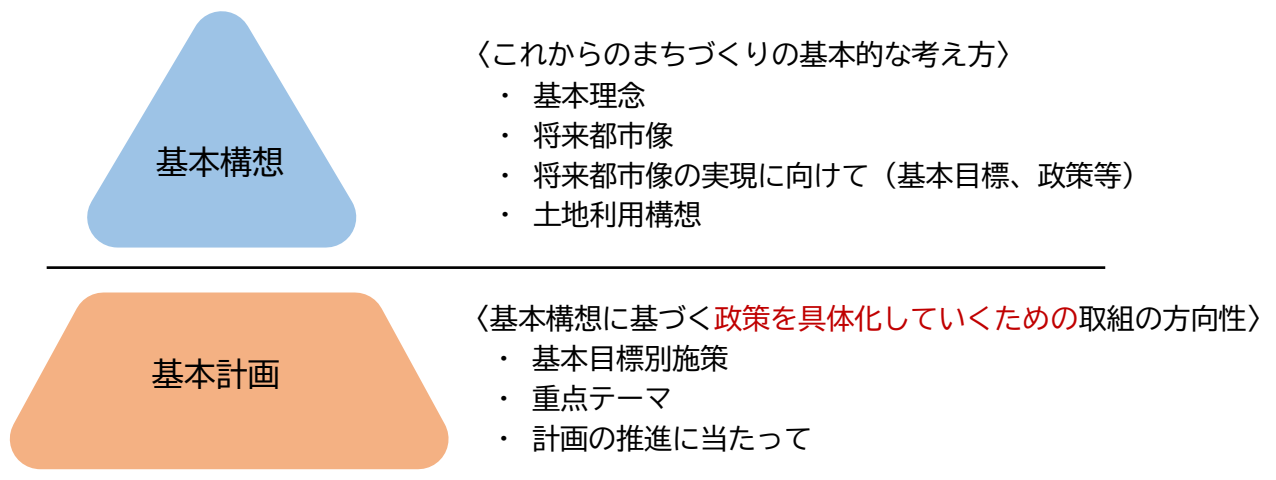 基本構想
〈これからのまちづくりの基本的な考え方〉
・ 基本理念
・ 将来都市像
・ 将来都市像の実現に向けて（基本目標、政策等）
・ 土地利用構想
基本計画
〈基本構想に基づく政策を具体化していくための取組の方向性〉
・ 基本目標別施策
・ 重点テーマ
・ 計画の推進に当たって